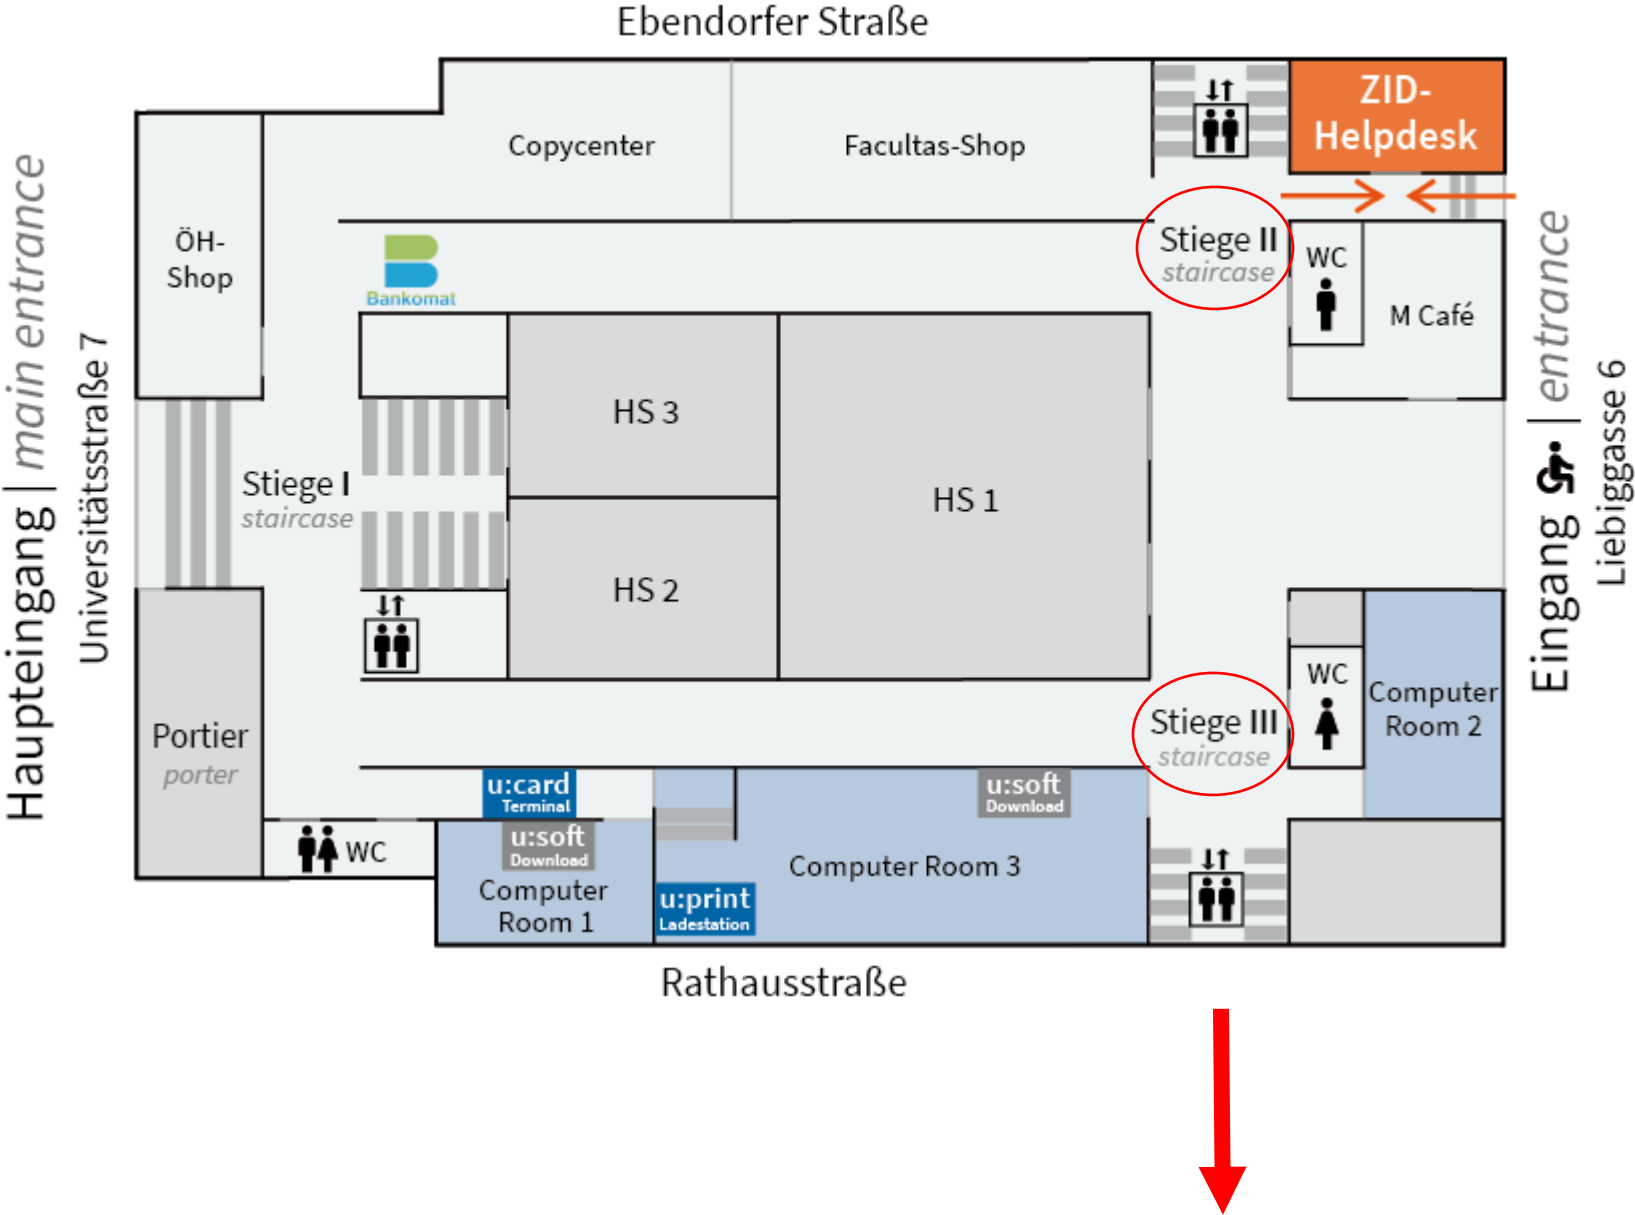 Ebendorfer Straße
Haupteingang | main entrance
Universitätsstraße 7
ÖH-
Shop
Copycenter
Facultas-Shop
ZID-
Helpdesk
Bankomat
Stiege II
staircase
WC
M Café
Eingang | entrance
Liebiggasse 6
Stiege I
staircase
HS 3
HS 2
HS 1
Portier
porter
WC
u:card
Terminal
u:soft
Download
Computer
Room 1
u:print
Ladestation
Computer Room 3
u:soft
Download
Stiege III
staircase
WC
Computer
Room 2
Rathausstraße